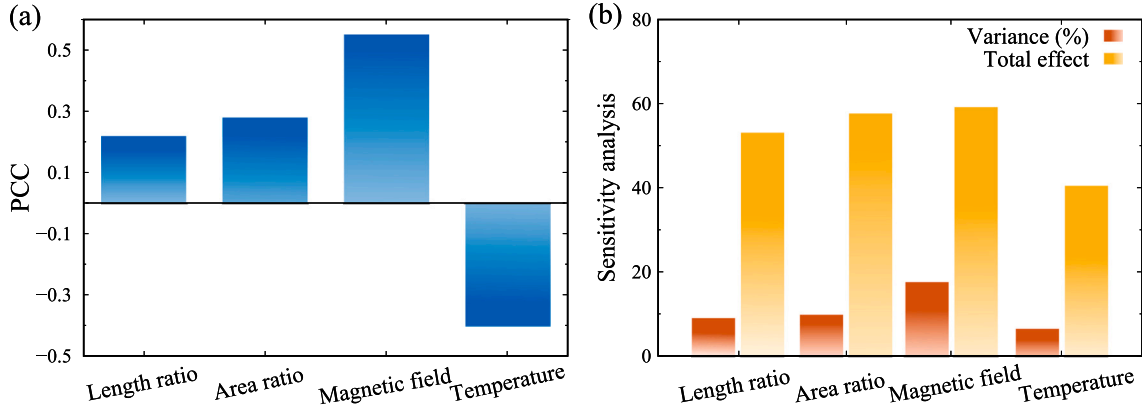 (a)
PCC
0.5
0.3
0.1
−0.1
−0.3
−0.5
Length ratio
Area ratio
Magnetic field
Temperature
(b)
Sensitivity analysis
80
60
40
20
0
Variance (%)
Total effect
Length ratio
Area ratio
Magnetic field
Temperature